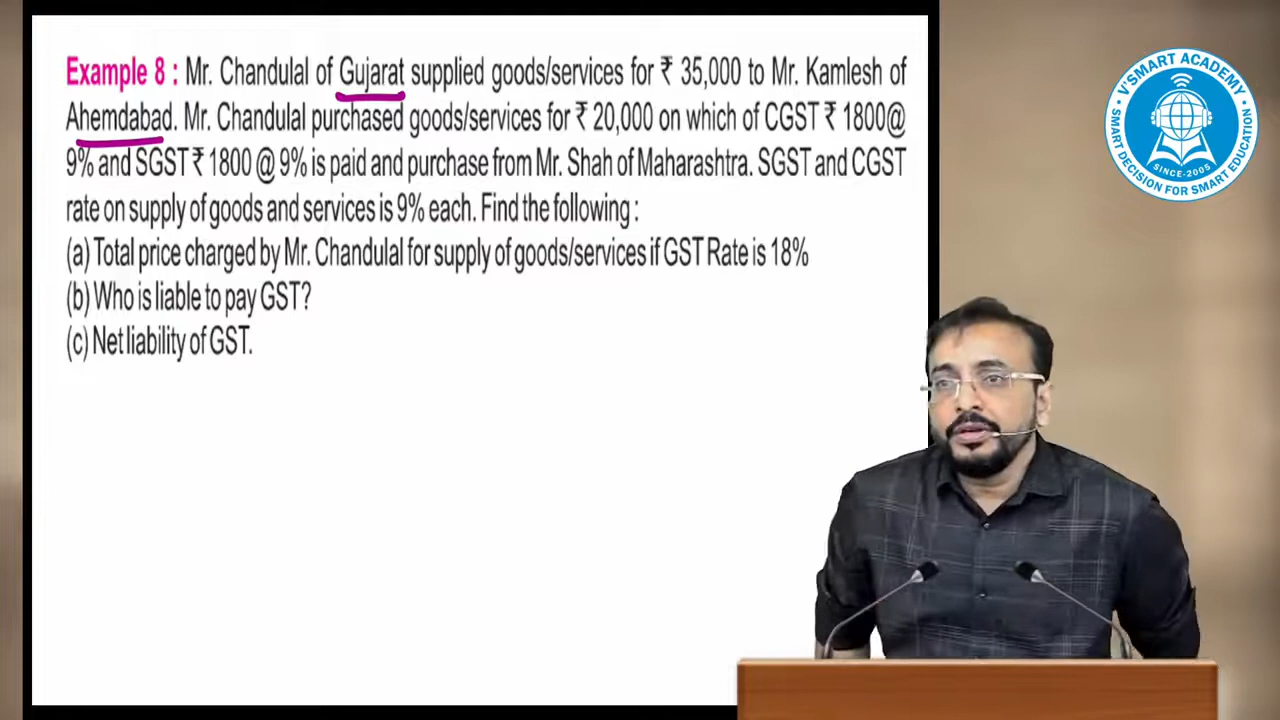 Example 8 : Mr. Chandulal of Gujarat supplied goods/services for ₹ 35,000 to Mr. Kamlesh of
Ahemdabad. Mr. Chandulal purchased goods/services for ₹ 20,000 on which of CGST ₹ 1800@
9% and SGST ₹ 1800 @ 9% is paid and purchase from Mr. Shah of Maharashtra. SGST and CGST
rate on supply of goods and services is 9% each. Find the following :
(a) Total price charged by Mr. Chandulal for supply of goods/services if GST Rate is 18%
(b) Who is liable to pay GST?
(c) Net liability of GST.
V'SMART ACADEMY
SINCE-2005
• SMART DECISION FOR SMART EDUCATION •